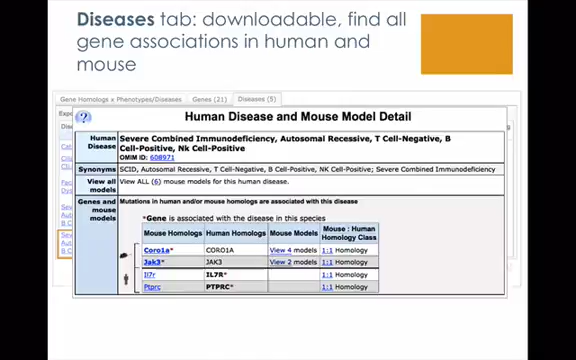 Diseases tab: downloadable, find all
gene associations in human and
mouse
Gene Homologs x Phenotypes/Diseases Genes (21) Diseases (5)
Human Disease and Mouse Model Detail
Human Disease
Severe Combined Immunodeficiency, Autosomal Recessive, T Cell-Negative, B
Cell-Positive, Nk Cell-Positive
OMIM ID: 608971
Synonyms SCID, Autosomal Recessive, T Cell-Negative, B Cell-Positive, NK Cell-Positive; Severe Combined Immunodeficiency
View all models
View ALL (6) mouse models for this human disease.
Genes and mouse models
Mutations in human and/or mouse homologs are associated with this disease
*Gene is associated with the disease in this species
Mouse Homologs Human Homologs Mouse Models Mouse : Human Homology Class
Coro1a* CORO1A View 4 models 1:1 Homology
Jak3* JAK3 View 2 models 1:1 Homology
Il7r IL7R* 1:1 Homology
Ptprc PTPRC* 1:1 Homology